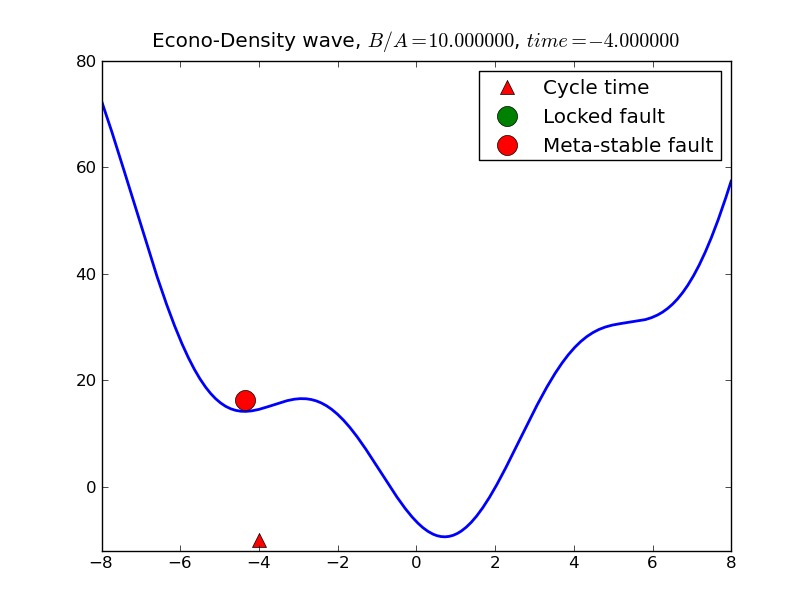 Econo-Density wave, B/A=10.000000, time=−4.000000
80
Cycle time
Locked fault
Meta-stable fault
60
40
20
0
−8 −6 −4 −2 0 2 4 6 8